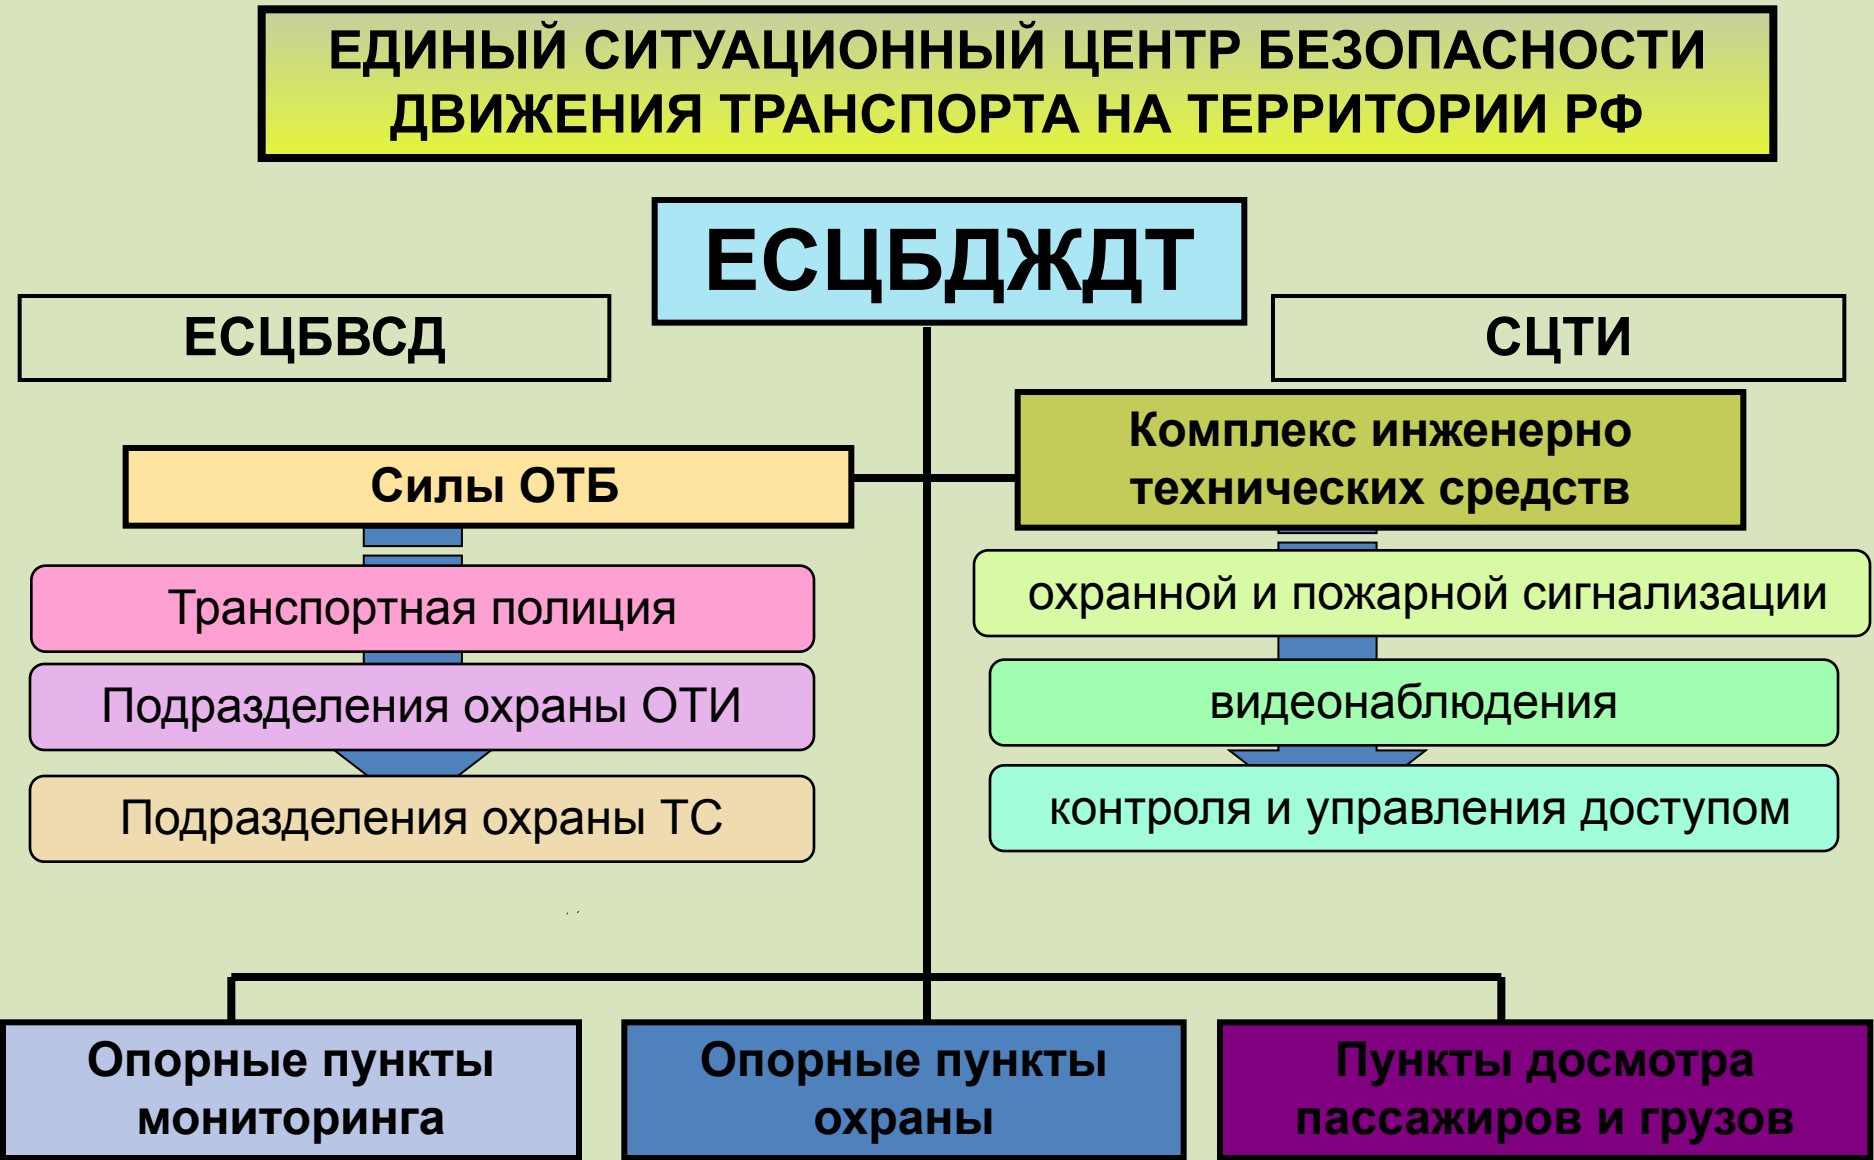 ЕДИНЫЙ СИТУАЦИОННЫЙ ЦЕНТР БЕЗОПАСНОСТИ
ДВИЖЕНИЯ ТРАНСПОРТА НА ТЕРРИТОРИИ РФ
ЕСЦБДЖДТ
ЕСЦБВСД
СЦТИ
Силы ОТБ
Транспортная полиция
Подразделения охраны ОТИ
Подразделения охраны ТС
Комплекс инженерно
технических средств
охранной и пожарной сигнализации
видеонаблюдения
контроля и управления доступом
Опорные пункты
мониторинга
Опорные пункты
охраны
Пункты досмотра
пассажиров и грузов